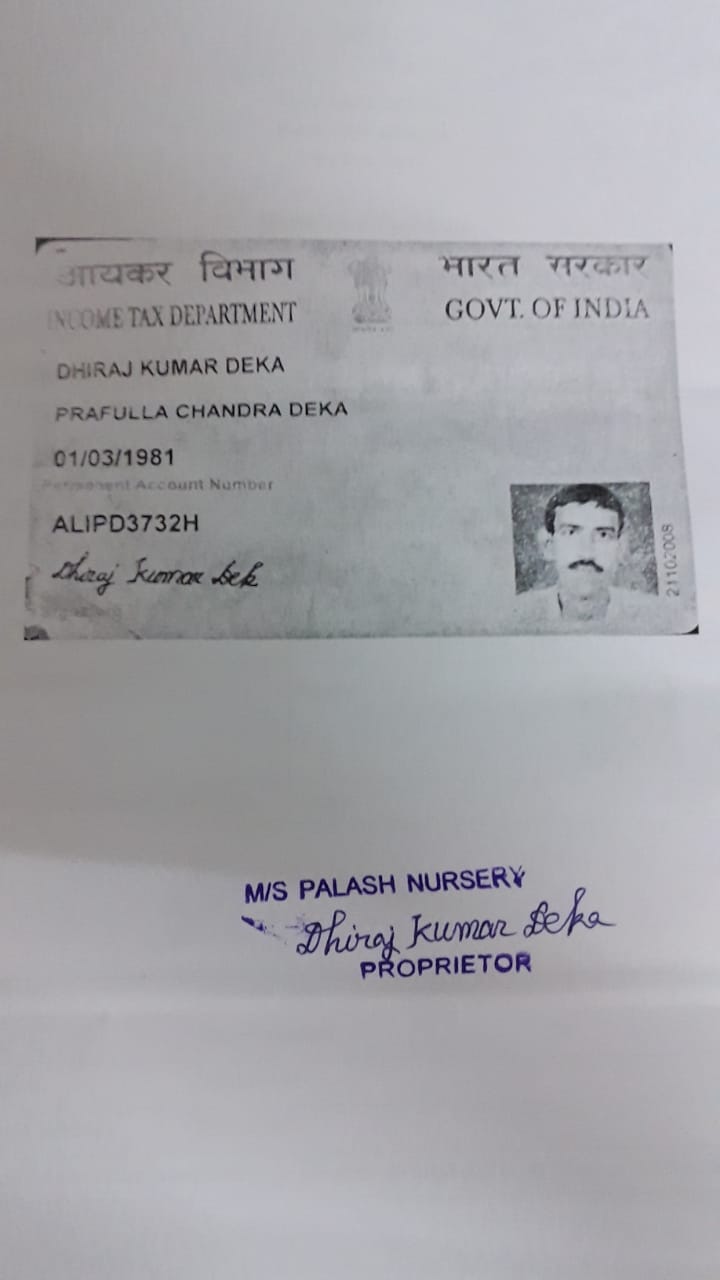 आयकर विभाग
भारत सरकार
INCOME TAX DEPARTMENT
GOVT. OF INDIA
DHIRAJ KUMAR DEKA
PRAFULLA CHANDRA DEKA
01/03/1981
Permanent Account Number
ALIPD3732H
Dhiraj Kumar Deka
21102008
M/S PALASH NURSERY
Dhiraj Kumar Deka
PROPRIETOR